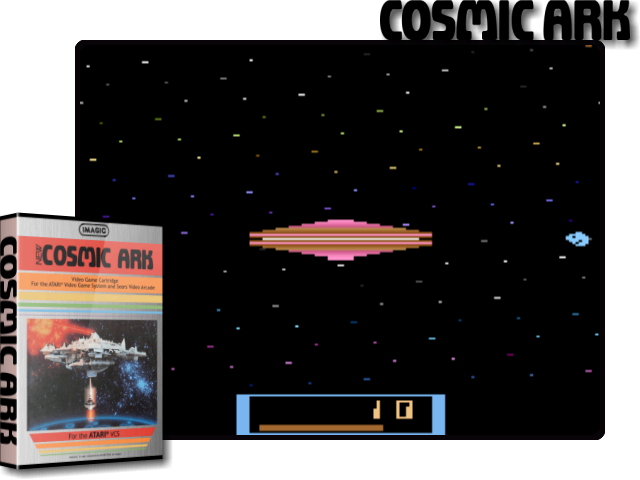 COSMIC ARK
IMAGIC
NEW
COSMIC ARK
Video Game Cartridge
For the ATARI® Video Game System and Sears Video Arcade
For the ATARI® VCS
COSMIC ARK
10